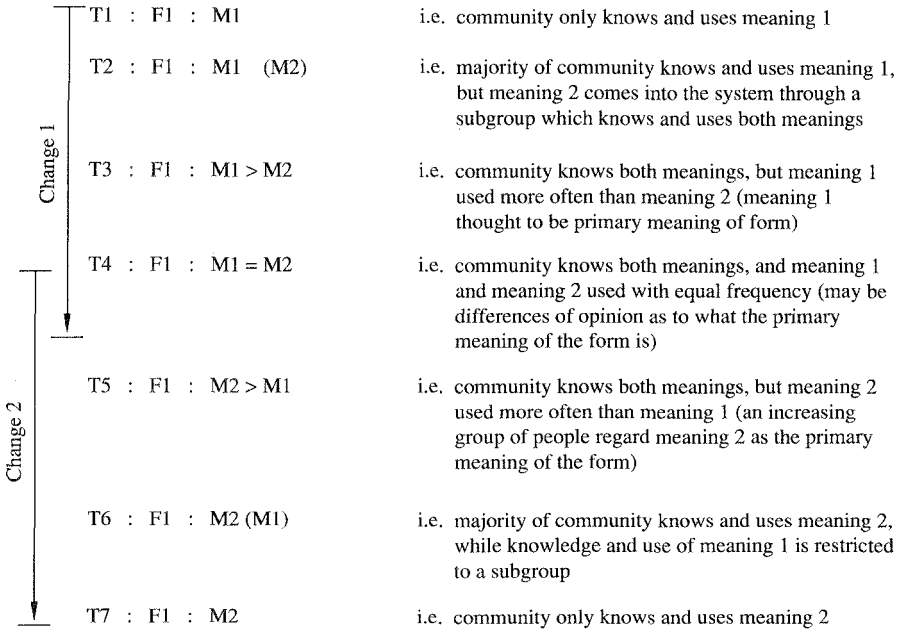 T1 : F1 : M1 i.e. community only knows and uses meaning 1
T2 : F1 : M1 (M2) i.e. majority of community knows and uses meaning 1,
but meaning 2 comes into the system through a
subgroup which knows and uses both meanings
Change 1
T3 : F1 : M1 > M2 i.e. community knows both meanings, but meaning 1
used more often than meaning 2 (meaning 1
thought to be primary meaning of form)
T4 : F1 : M1 = M2 i.e. community knows both meanings, and meaning 1
and meaning 2 used with equal frequency (may be
differences of opinion as to what the primary
meaning of the form is)
T5 : F1 : M2 > M1 i.e. community knows both meanings, but meaning 2
used more often than meaning 1 (an increasing
group of people regard meaning 2 as the primary
meaning of the form)
Change 2
T6 : F1 : M2 (M1) i.e. majority of community knows and uses meaning 2,
while knowledge and use of meaning 1 is restricted
to a subgroup
T7 : F1 : M2 i.e. community only knows and uses meaning 2